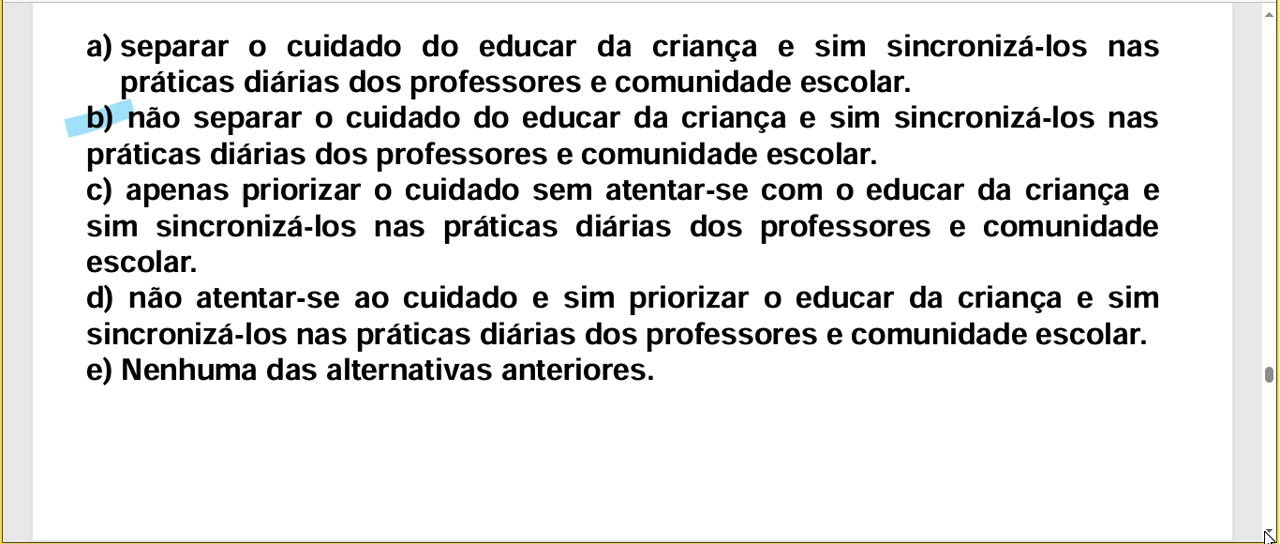 a) separar o cuidado do educar da criança e sim sincronizá-los nas
práticas diárias dos professores e comunidade escolar.
b) não separar o cuidado do educar da criança e sim sincronizá-los nas
práticas diárias dos professores e comunidade escolar.
c) apenas priorizar o cuidado sem atentar-se com o educar da criança e
sim sincronizá-los nas práticas diárias dos professores e comunidade
escolar.
d) não atentar-se ao cuidado e sim priorizar o educar da criança e sim
sincronizá-los nas práticas diárias dos professores e comunidade escolar.
e) Nenhuma das alternativas anteriores.